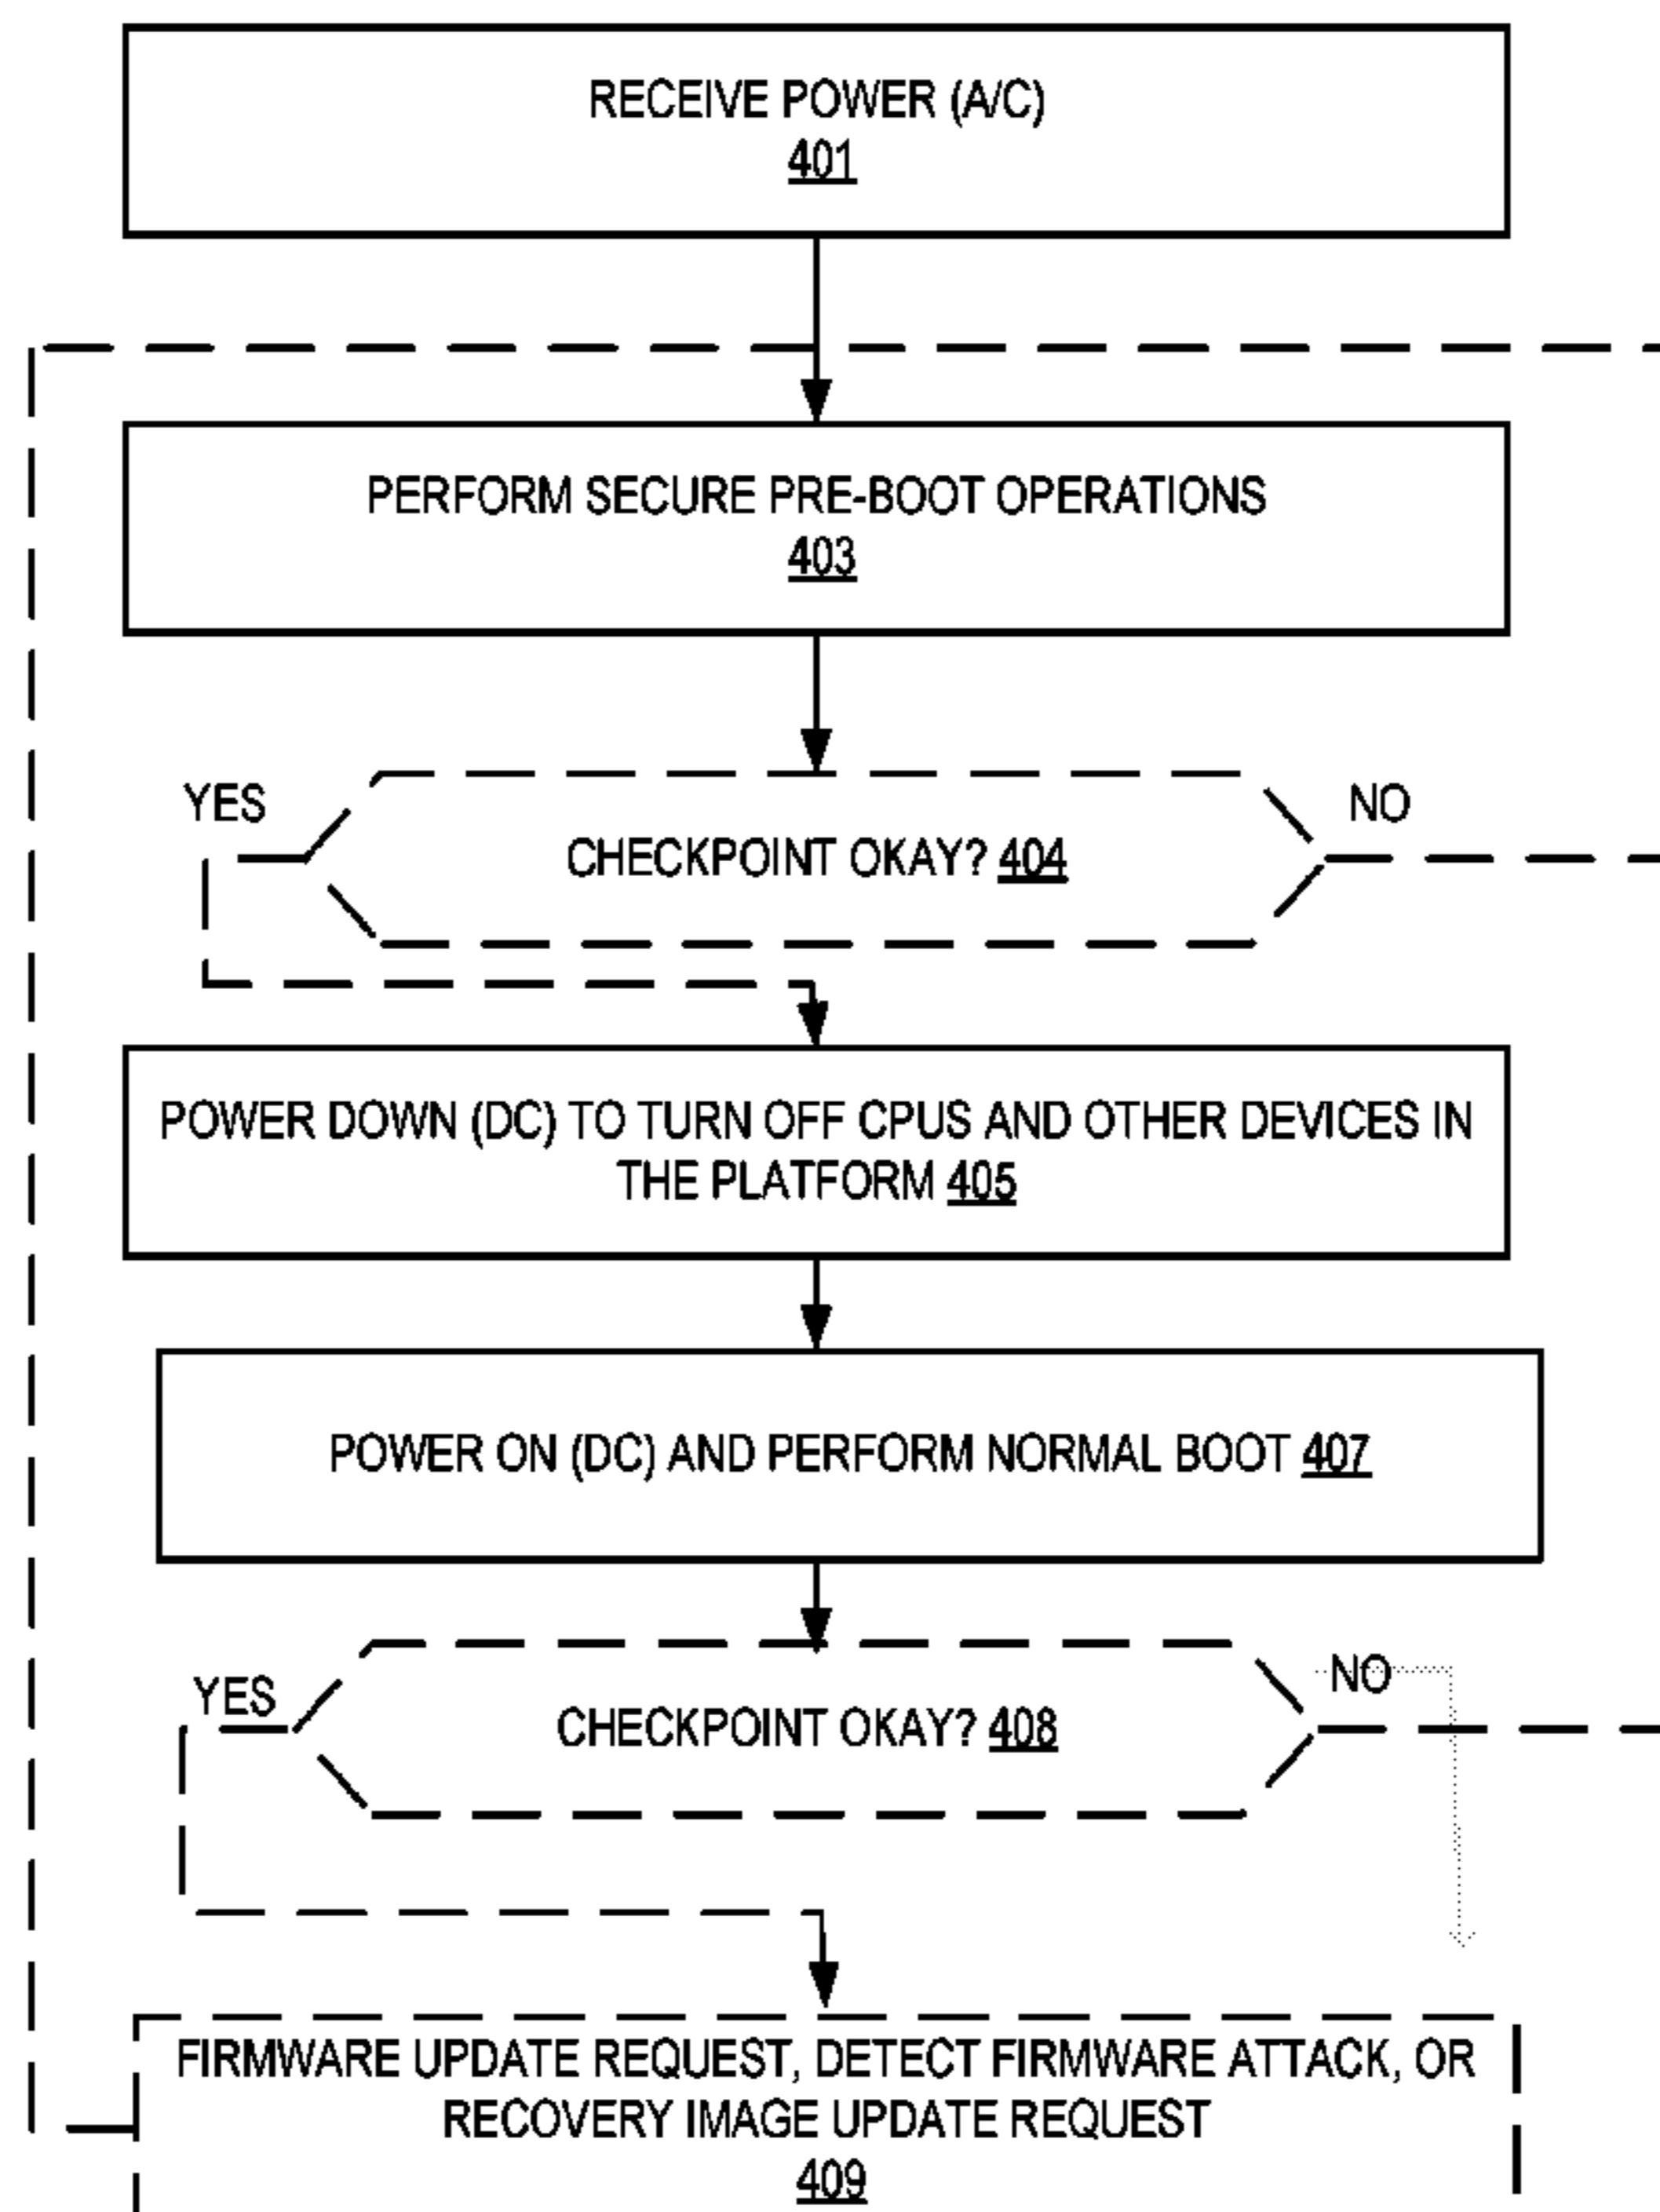 RECEIVE POWER (A/C)
401
PERFORM SECURE PRE-BOOT OPERATIONS
403
YES
NO
CHECKPOINT OKAY? 404
POWER DOWN (DC) TO TURN OFF CPUS AND OTHER DEVICES IN
THE PLATFORM 405
POWER ON (DC) AND PERFORM NORMAL BOOT 407
YES
NO
CHECKPOINT OKAY? 408
FIRMWARE UPDATE REQUEST, DETECT FIRMWARE ATTACK, OR
RECOVERY IMAGE UPDATE REQUEST
409